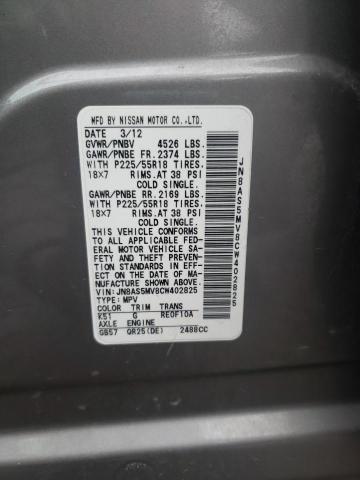 MFD BY NISSAN MOTOR CO.,LTD.
DATE 3/12
GVWR/PNBV 4526 LBS.
GAWR/PNBE FR. 2374 LBS.
WITH P225/55R18 TIRES,
18×7 RIMS.AT 38 PSI
COLD SINGLE.
GAWR/PNBE RR. 2169 LBS.
WITH P225/55R18 TIRES,
18×7 RIMS.AT 38 PSI
COLD SINGLE.
THIS VEHICLE CONFORMS
TO ALL APPLICABLE FED-
ERAL MOTOR VEHICLE SA-
FETY AND THEFT PREVEN-
TION STANDARDS IN EFF-
ECT ON THE DATE OF MA-
NUFACTURE SHOWN ABOVE.
VIN:JN8AS5MV8CW402825
TYPE: MPV
COLOR TRIM TRANS
K51 G RE0F10A
AXLE ENGINE
GB57 QR25(DE) 2488CC
JN8AS5MV8CW402825